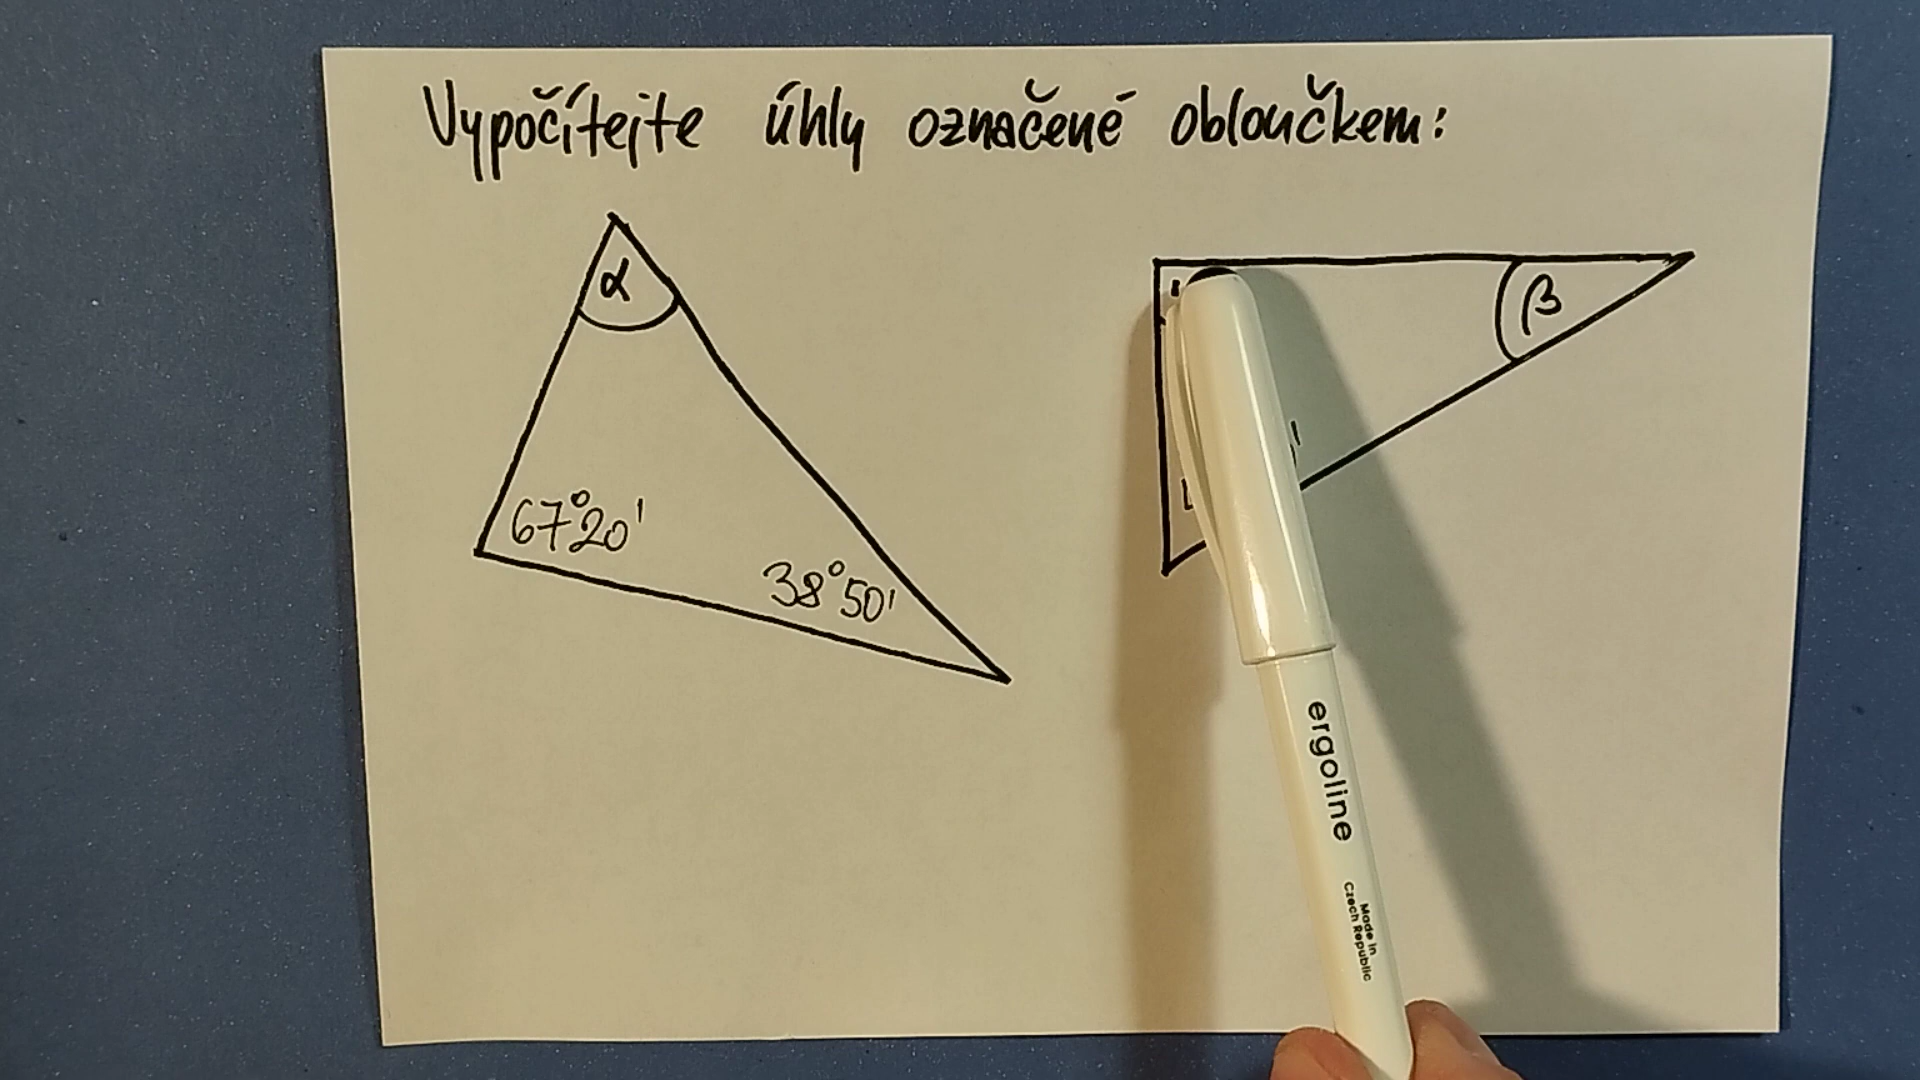 Vypočítejte úhly označené obloučkem:
α
β
67°20'
38°50'
ergoline
Made in
Czech Republic